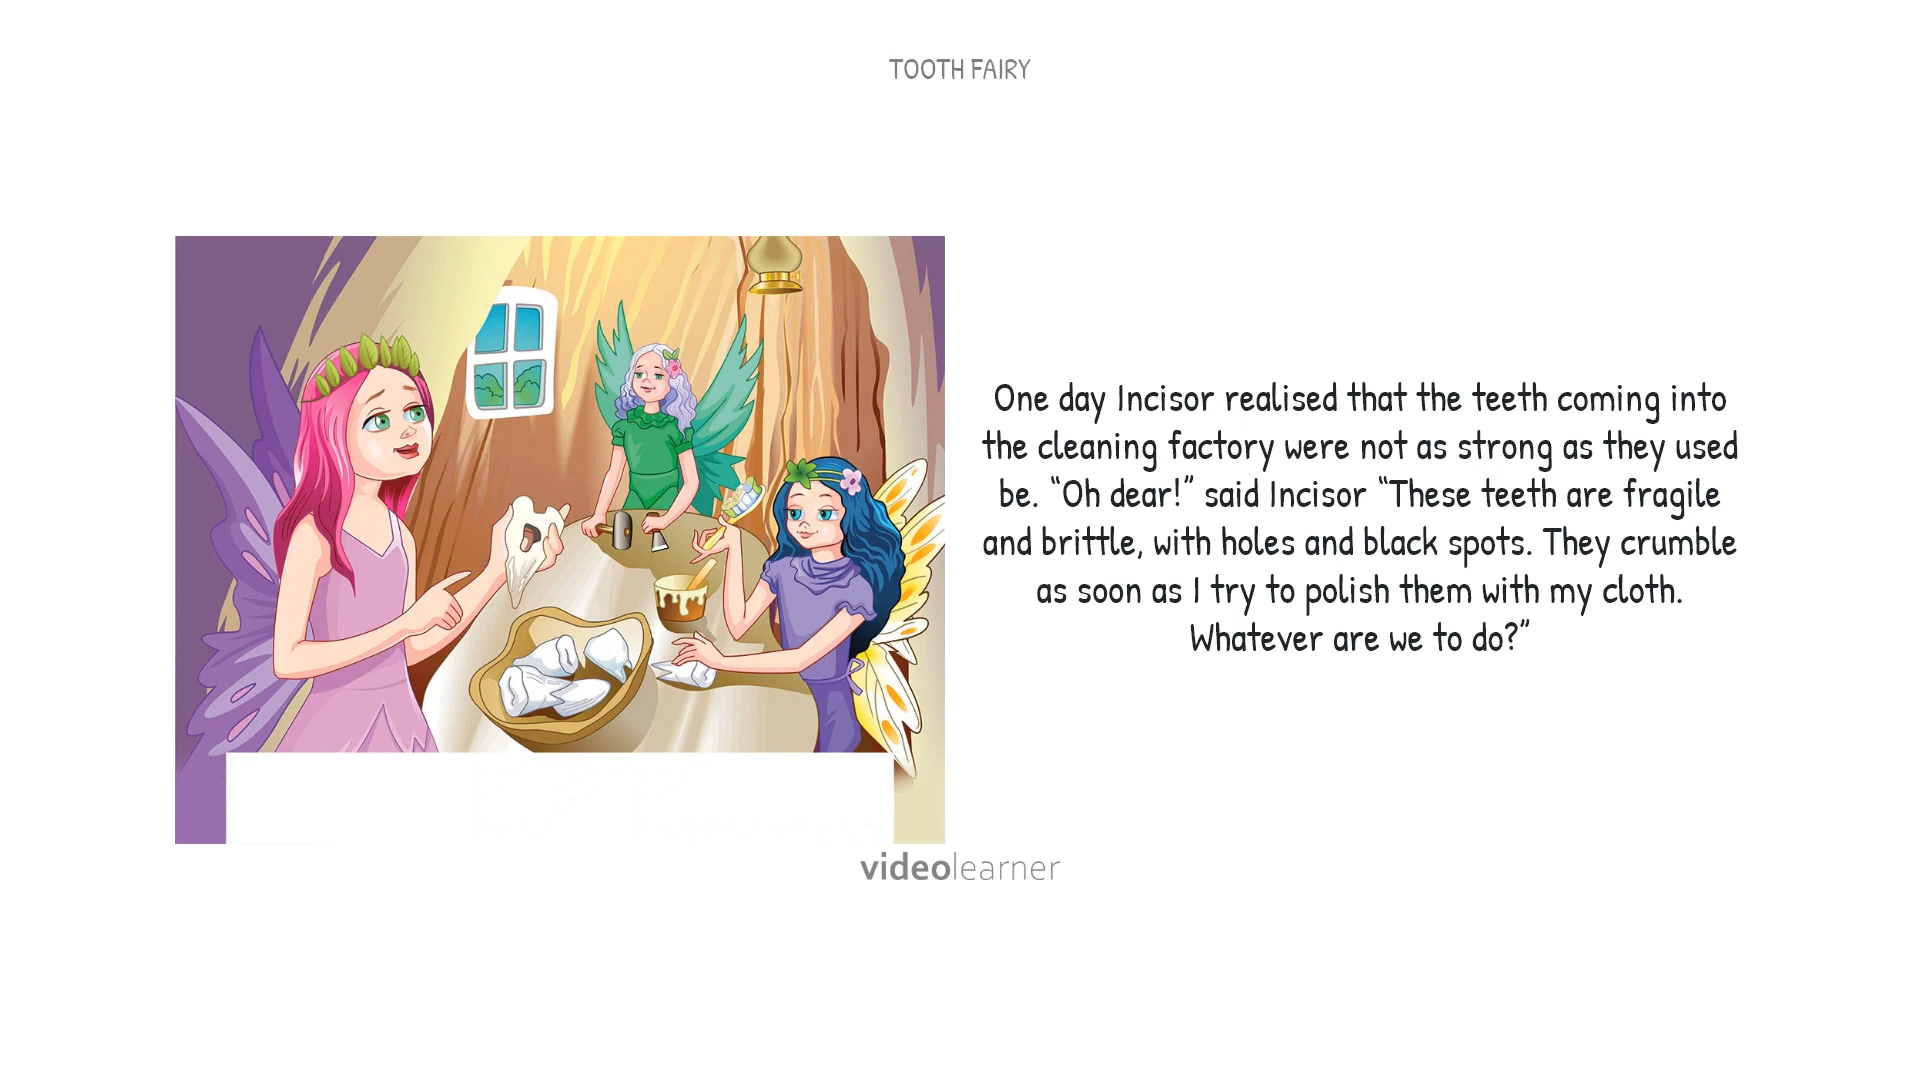 TOOTH FAIRY
One day Incisor realised that the teeth coming into
the cleaning factory were not as strong as they used
be. “Oh dear!” said Incisor “These teeth are fragile
and brittle, with holes and black spots. They crumble
as soon as I try to polish them with my cloth.
Whatever are we to do?”
videolearner